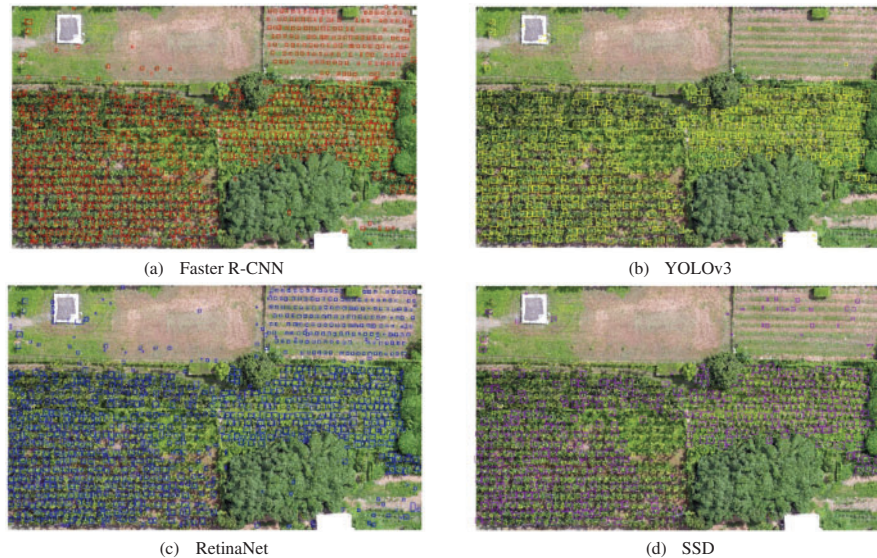 (a) Faster R-CNN
(b) YOLOv3
(c) RetinaNet
(d) SSD